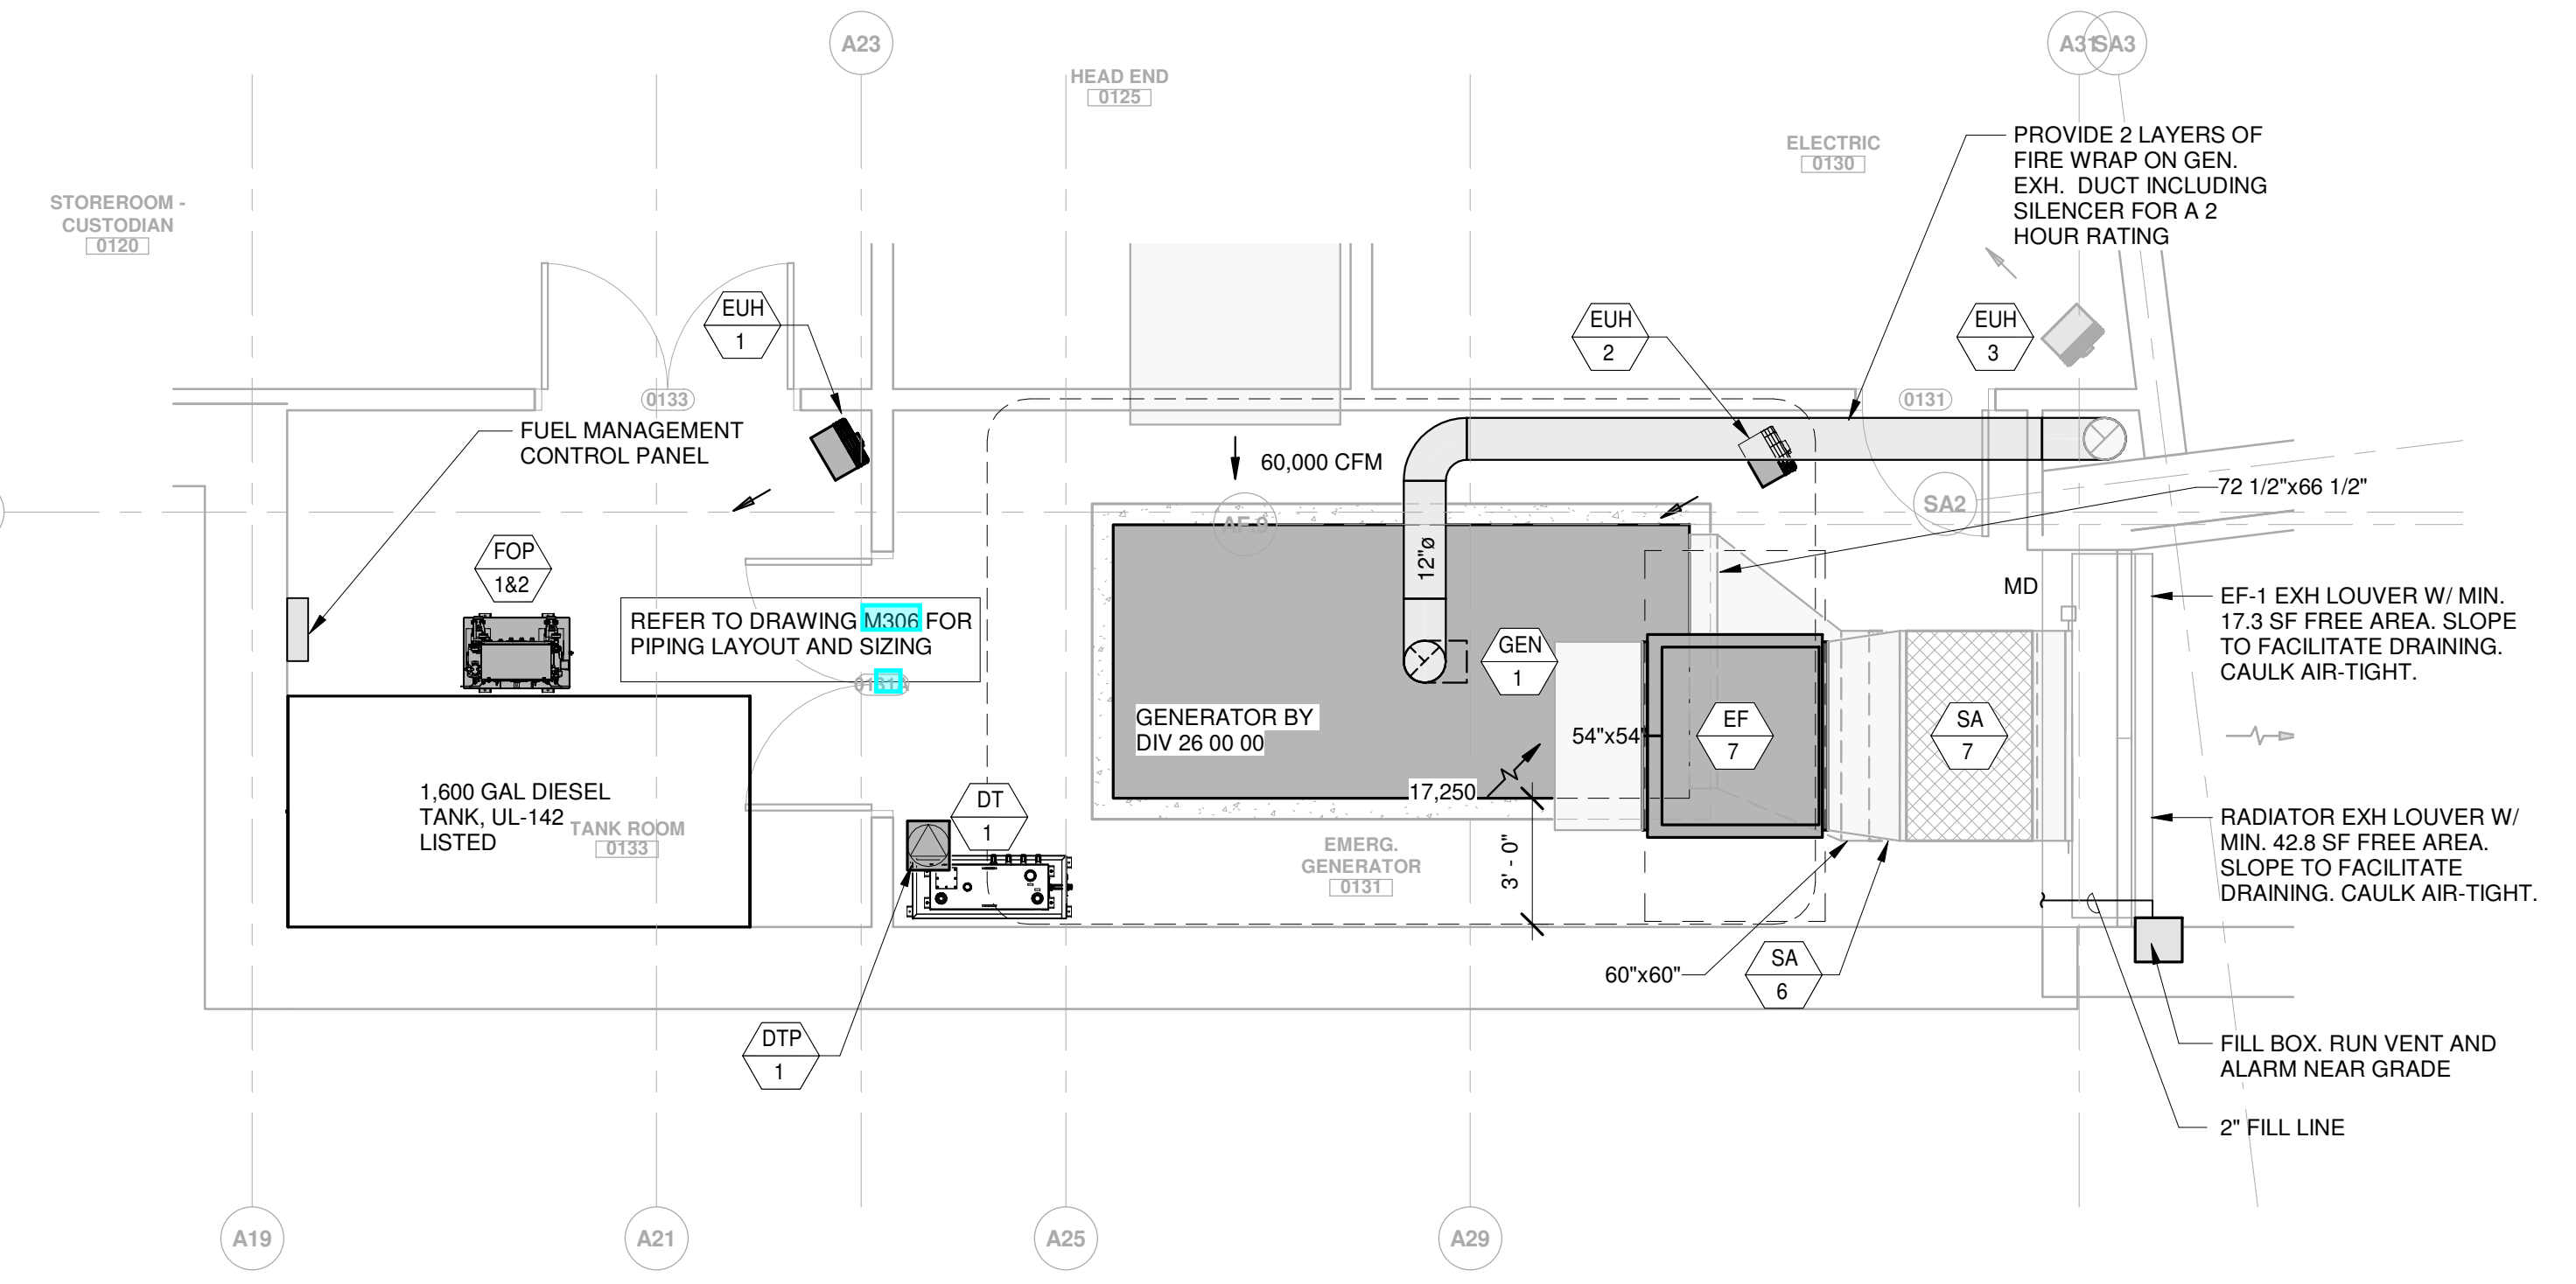 A23
A31
SA3
HEAD END
0125
ELECTRIC
0130
PROVIDE 2 LAYERS OF
FIRE WRAP ON GEN.
EXH. DUCT INCLUDING
SILENCER FOR A 2
HOUR RATING
STOREROOM -
CUSTODIAN
0120
EUH
1
EUH
2
EUH
3
0133
0131
FUEL MANAGEMENT
CONTROL PANEL
60,000 CFM
72 1/2"x66 1/2"
SA2
AF.9
12"ø
FOP
1&2
MD
EF-1 EXH LOUVER W/ MIN.
17.3 SF FREE AREA. SLOPE
TO FACILITATE DRAINING.
CAULK AIR-TIGHT.
REFER TO DRAWING M306 FOR
PIPING LAYOUT AND SIZING
0131A
GEN
1
GENERATOR BY
DIV 26 00 00
54"x54"
EF
7
SA
7
17,250
1,600 GAL DIESEL
TANK, UL-142
LISTED
TANK ROOM
0133
DT
1
EMERG.
GENERATOR
0131
3' - 0"
RADIATOR EXH LOUVER W/
MIN. 42.8 SF FREE AREA.
SLOPE TO FACILITATE
DRAINING. CAULK AIR-TIGHT.
60"x60"
SA
6
DTP
1
FILL BOX. RUN VENT AND
ALARM NEAR GRADE
2" FILL LINE
A19
A21
A25
A29